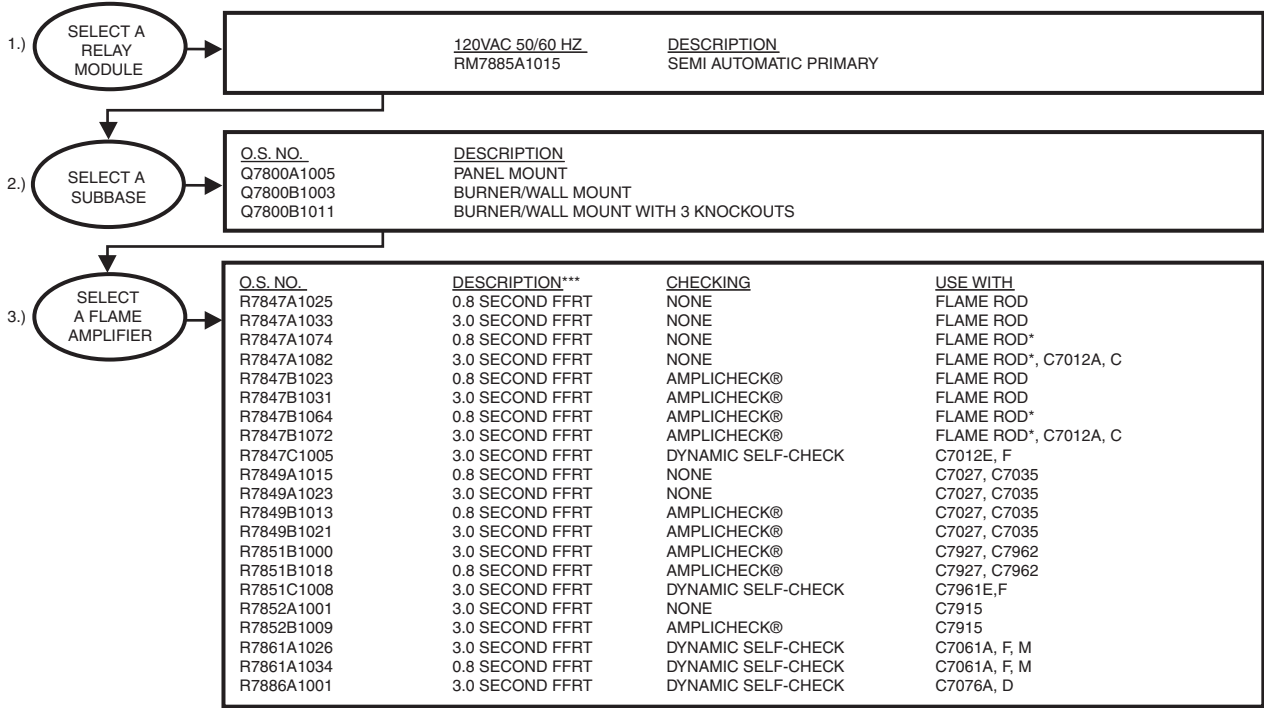 1.) SELECT A
RELAY
MODULE
120VAC 50/60 HZ DESCRIPTION
RM7885A1015 SEMI AUTOMATIC PRIMARY
2.) SELECT A
SUBBASE
O.S. NO. DESCRIPTION
Q7800A1005 PANEL MOUNT
Q7800B1003 BURNER/WALL MOUNT
Q7800B1011 BURNER/WALL MOUNT WITH 3 KNOCKOUTS
3.) SELECT
A FLAME
AMPLIFIER
O.S. NO. DESCRIPTION*** CHECKING USE WITH
R7847A1025 0.8 SECOND FFRT NONE FLAME ROD
R7847A1033 3.0 SECOND FFRT NONE FLAME ROD
R7847A1074 0.8 SECOND FFRT NONE FLAME ROD*
R7847A1082 3.0 SECOND FFRT NONE FLAME ROD*, C7012A, C
R7847B1023 0.8 SECOND FFRT AMPLICHECK® FLAME ROD
R7847B1031 3.0 SECOND FFRT AMPLICHECK® FLAME ROD
R7847B1064 0.8 SECOND FFRT AMPLICHECK® FLAME ROD*
R7847B1072 3.0 SECOND FFRT AMPLICHECK® FLAME ROD*, C7012A, C
R7847C1005 3.0 SECOND FFRT DYNAMIC SELF-CHECK C7012E, F
R7849A1015 0.8 SECOND FFRT NONE C7027, C7035
R7849A1023 3.0 SECOND FFRT NONE C7027, C7035
R7849B1013 0.8 SECOND FFRT AMPLICHECK® C7027, C7035
R7849B1021 3.0 SECOND FFRT AMPLICHECK® C7027, C7035
R7851B1000 3.0 SECOND FFRT AMPLICHECK® C7927, C7962
R7851B1018 0.8 SECOND FFRT AMPLICHECK® C7927, C7962
R7851C1008 3.0 SECOND FFRT DYNAMIC SELF-CHECK C7961E,F
R7852A1001 3.0 SECOND FFRT NONE C7915
R7852B1009 3.0 SECOND FFRT AMPLICHECK® C7915
R7861A1026 3.0 SECOND FFRT DYNAMIC SELF-CHECK C7061A, F, M
R7861A1034 0.8 SECOND FFRT DYNAMIC SELF-CHECK C7061A, F, M
R7886A1001 3.0 SECOND FFRT DYNAMIC SELF-CHECK C7076A, D